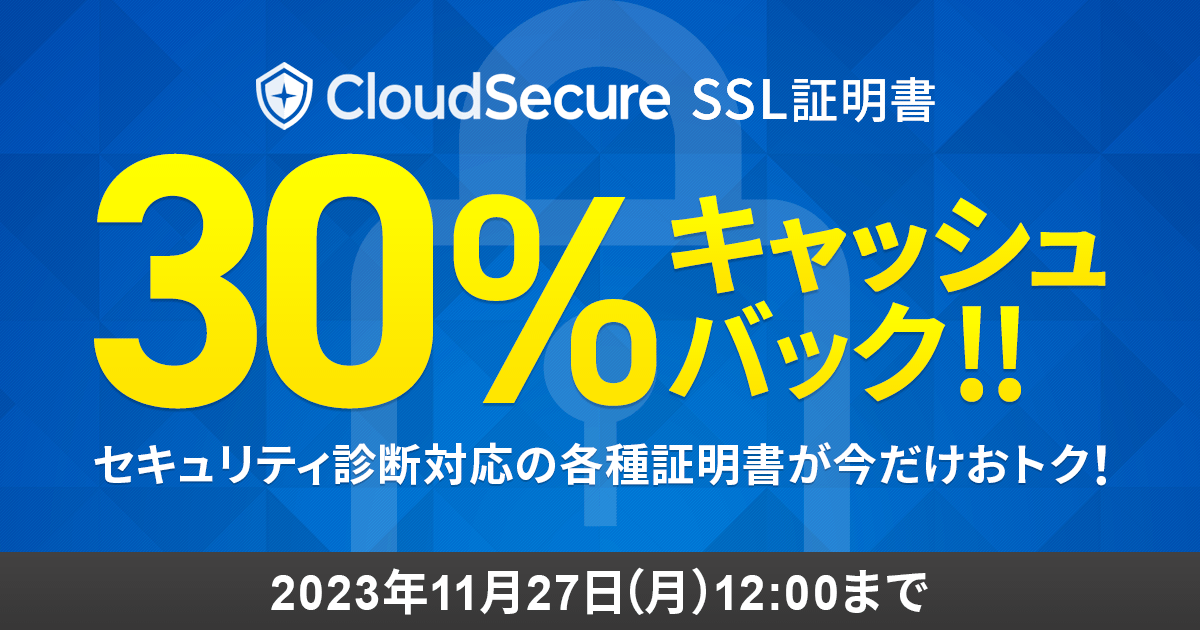 CloudSecure SSL証明書
30%キャッシュ
バック!!
セキュリティ診断対応の各種証明書が今だけおトク!
2023年11月27日(月)12:00まで